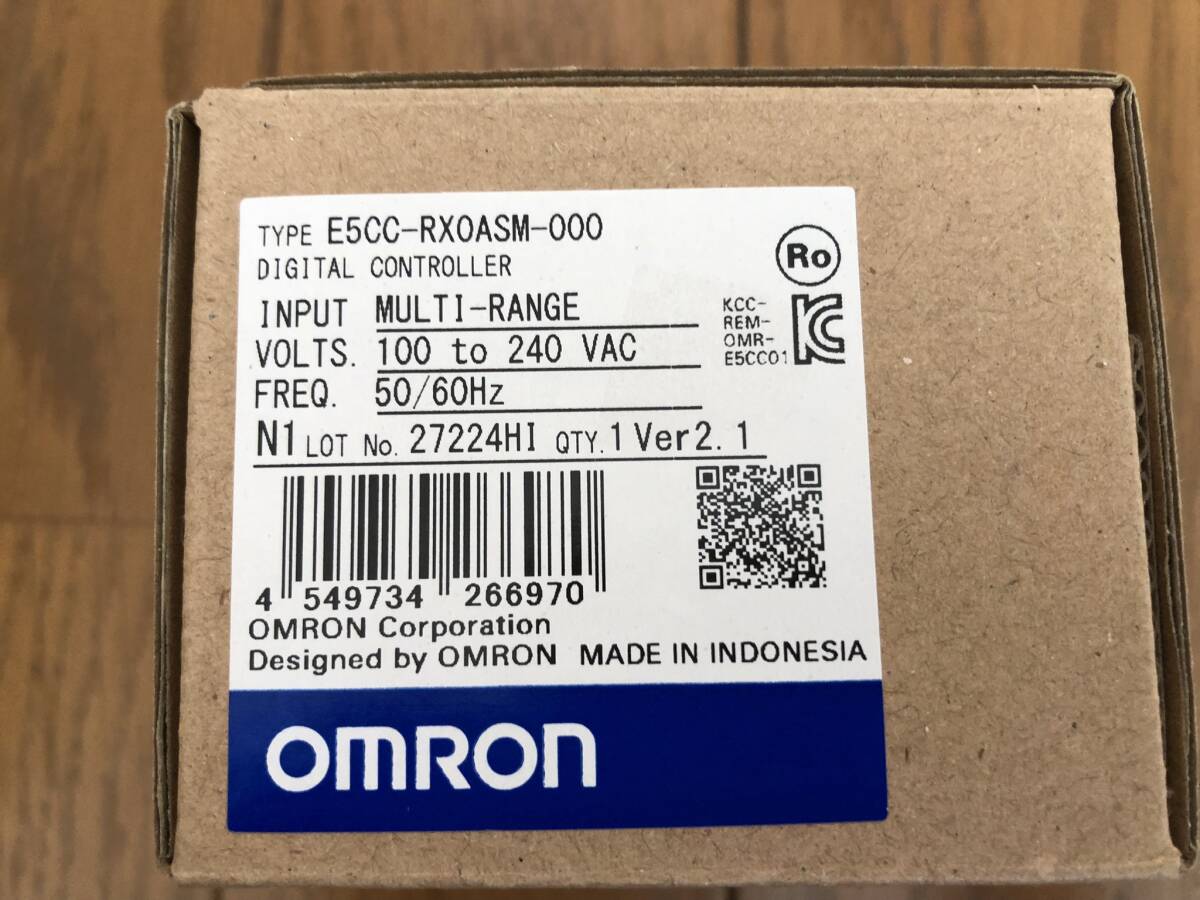 TYPE E5CC-RX0ASM-000
DIGITAL CONTROLLER
Ro
INPUT MULTI-RANGE
VOLTS. 100 to 240 VAC
FREQ. 50/60Hz
KCC-
REM-
OMR-
E5CC01
N1 LOT No. 27224HI QTY. 1 Ver2. 1
4 549734 266970
OMRON Corporation
Designed by OMRON MADE IN INDONESIA
OMRON